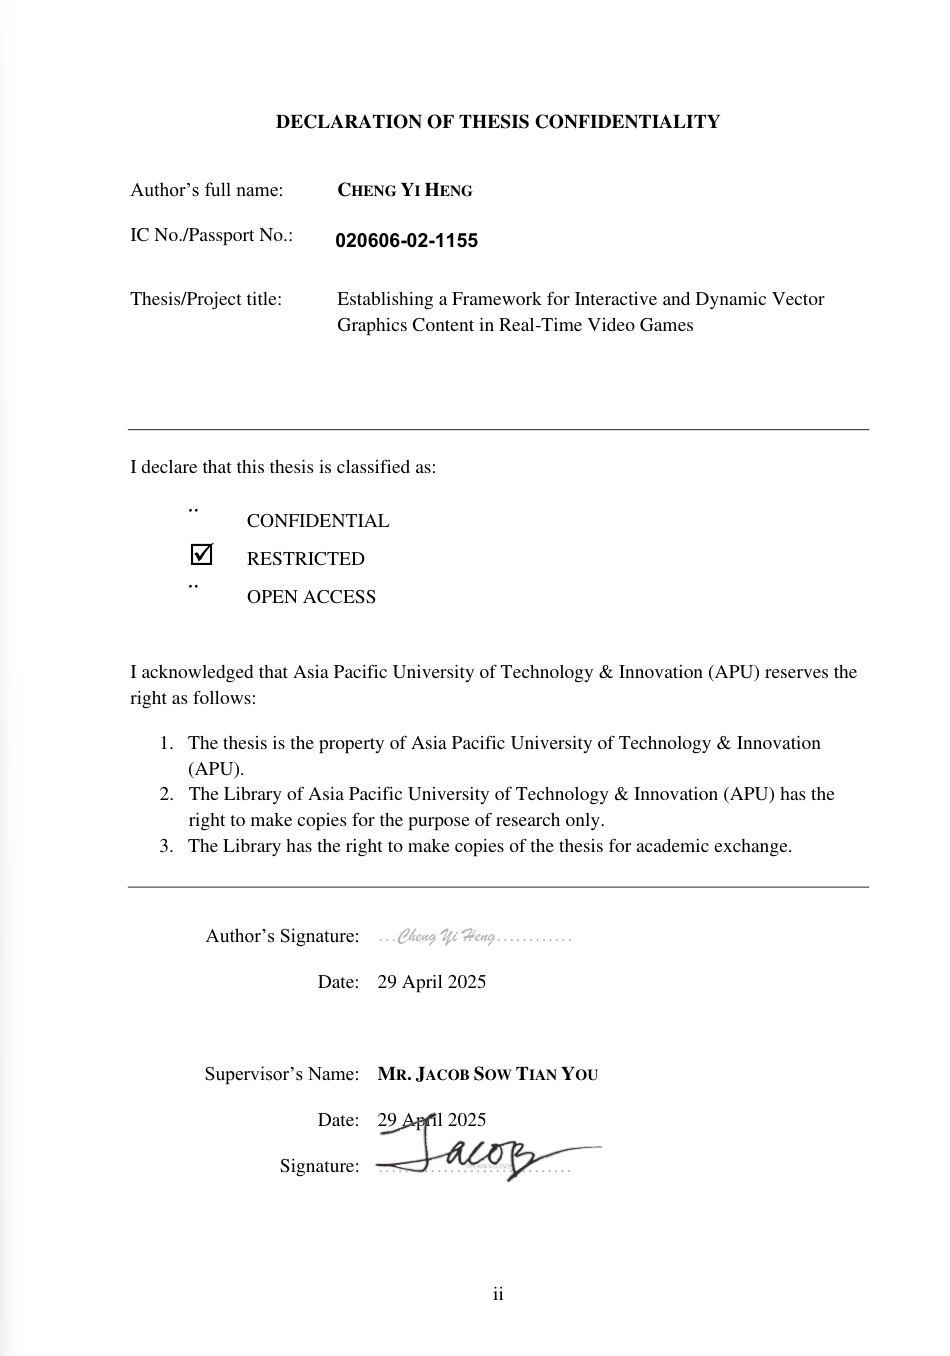 DECLARATION OF THESIS CONFIDENTIALITY
Author’s full name: CHENG YI HENG
IC No./Passport No.: 020606-02-1155
Thesis/Project title: Establishing a Framework for Interactive and Dynamic Vector
Graphics Content in Real-Time Video Games
I declare that this thesis is classified as:
¨ CONFIDENTIAL
☑ RESTRICTED
¨ OPEN ACCESS
I acknowledged that Asia Pacific University of Technology & Innovation (APU) reserves the
right as follows:
1. The thesis is the property of Asia Pacific University of Technology & Innovation
(APU).
2. The Library of Asia Pacific University of Technology & Innovation (APU) has the
right to make copies for the purpose of research only.
3. The Library has the right to make copies of the thesis for academic exchange.
Author’s Signature: ...Cheng Yi Heng............
Date: 29 April 2025
Supervisor’s Name: MR. JACOB SOW TIAN YOU
Date: 29 April 2025
Signature: Jacob
ii